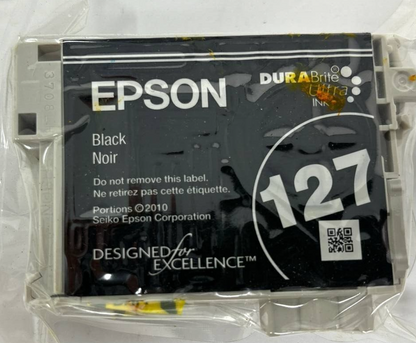 EPSON
DURABrite
Ultra
INK
Black
Noir
Do not remove this label.
Ne retirez pas cette étiquette.
Portions ©2010
Seiko Epson Corporation
127
DESIGNED for
EXCELLENCE™